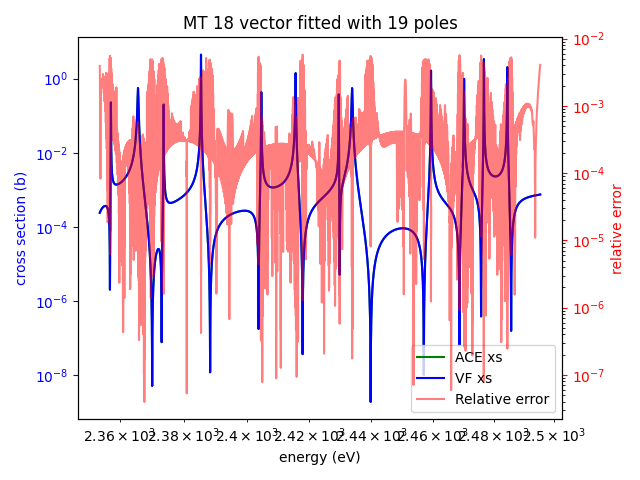 MT 18 vector fitted with 19 poles
10⁰
10⁻²
10⁻⁴
10⁻⁶
10⁻⁸
cross section (b)
10⁻²
10⁻³
10⁻⁴
10⁻⁵
10⁻⁶
10⁻⁷
relative error
ACE xs
VF xs
Relative error
2.36 × 10³ 2.38 × 10³ 2.4 × 10³ 2.42 × 10³ 2.44 × 10³ 2.46 × 10³ 2.48 × 10³ 2.5 × 10³
energy (eV)